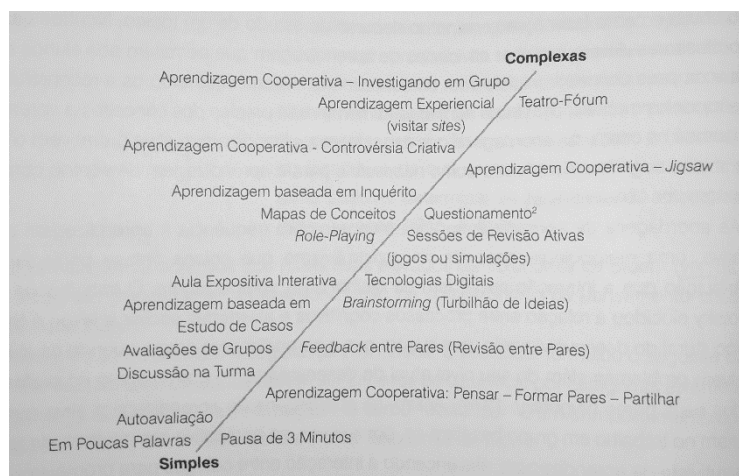 Complexas
Aprendizagem Cooperativa – Investigando em Grupo
Aprendizagem Experiencial
Teatro-Fórum
(visitar sites)
Aprendizagem Cooperativa - Controvérsia Criativa
Aprendizagem Cooperativa – Jigsaw
Aprendizagem baseada em Inquérito
Mapas de Conceitos
Questionamento²
Role-Playing
Sessões de Revisão Ativas
(jogos ou simulações)
Aula Expositiva Interativa
Tecnologias Digitais
Aprendizagem baseada em
Brainstorming (Turbilhão de Ideias)
Estudo de Casos
Avaliações de Grupos
Feedback entre Pares (Revisão entre Pares)
Discussão na Turma
Aprendizagem Cooperativa: Pensar – Formar Pares – Partilhar
Autoavaliação
Em Poucas Palavras
Pausa de 3 Minutos
Simples